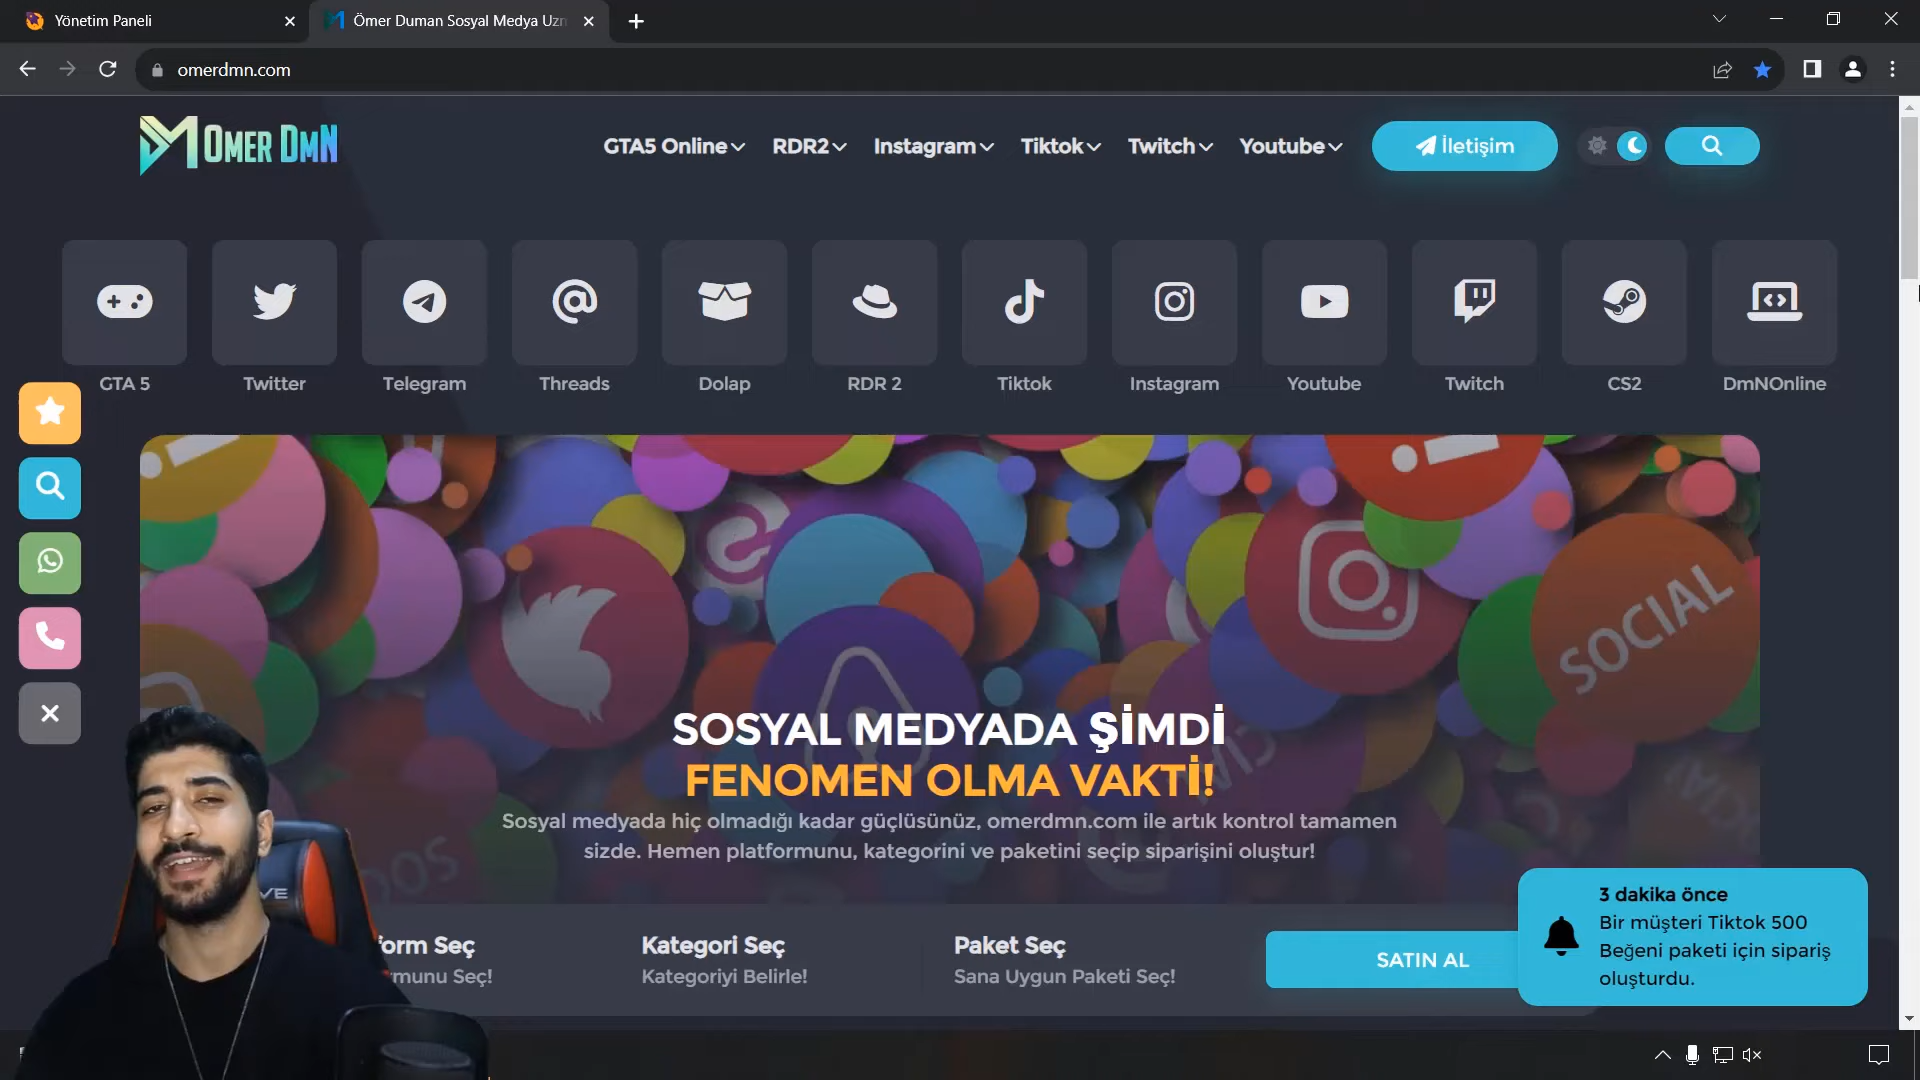 Yönetim Paneli
Ömer Duman Sosyal Medya Uzm
omerdmn.com
OMER DMN
GTA5 Online
RDR2
Instagram
Tiktok
Twitch
Youtube
İletişim
GTA 5
Twitter
Telegram
Threads
Dolap
RDR 2
Tiktok
Instagram
Youtube
Twitch
CS2
DmNOnline
SOCIAL
SOSYAL MEDYADA ŞİMDİ
FENOMEN OLMA VAKTİ!
Sosyal medyada hiç olmadığı kadar güçlüsünüz, omerdmn.com ile artık kontrol tamamen
sizde. Hemen platformunu, kategorini ve paketini seçip siparişini oluştur!
form Seç
rmunu Seç!
Kategori Seç
Kategoriyi Belirle!
Paket Seç
Sana Uygun Paketi Seç!
SATIN AL
3 dakika önce
Bir müşteri Tiktok 500
Beğeni paketi için sipariş
oluşturdu.